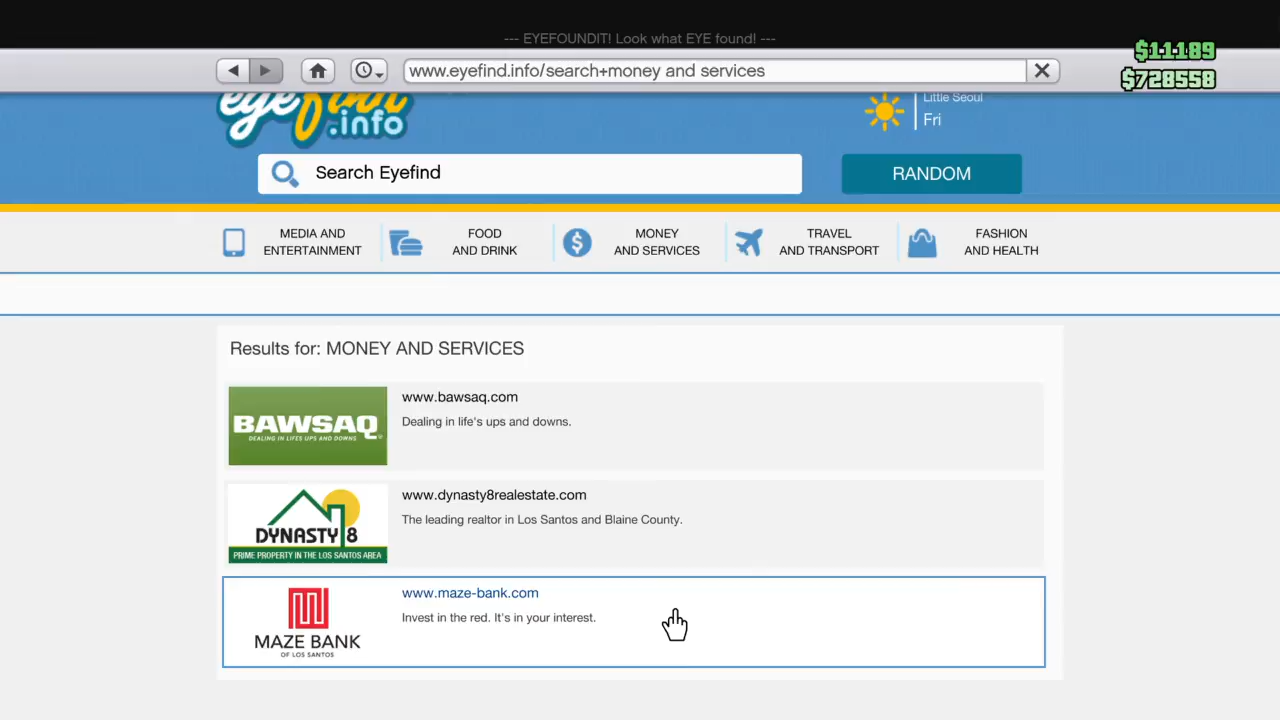 --- EYEFOUNDIT! Look what EYE found! ---
$11189
www.eyefind.info/search+money and services
$728558
eyefind
.info
Little Seoul
Fri
Search Eyefind
RANDOM
MEDIA AND
ENTERTAINMENT
FOOD
AND DRINK
MONEY
AND SERVICES
TRAVEL
AND TRANSPORT
FASHION
AND HEALTH
Results for: MONEY AND SERVICES
BAWSAQ
DEALING IN LIFE'S UPS AND DOWNS
www.bawsaq.com
Dealing in life's ups and downs.
DYNASTY 8
PRIME PROPERTY IN THE LOS SANTOS AREA
www.dynasty8realestate.com
The leading realtor in Los Santos and Blaine County.
MAZE BANK
OF LOS SANTOS
www.maze-bank.com
Invest in the red. It's in your interest.